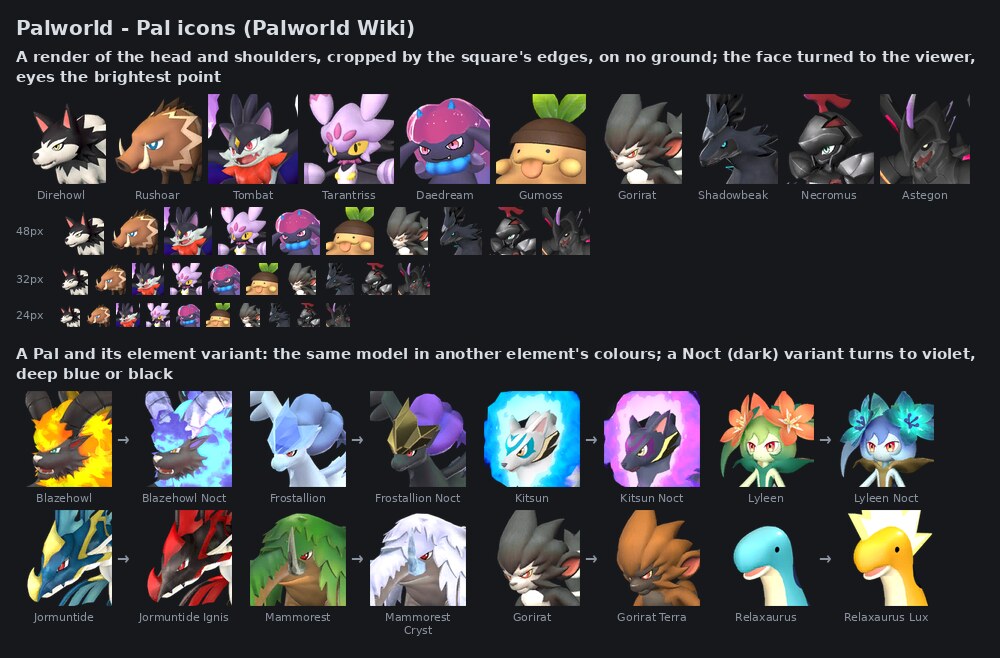 Palworld - Pal icons (Palworld Wiki)
A render of the head and shoulders, cropped by the square's edges, on no ground; the face turned to the viewer,
eyes the brightest point
Direhowl Rushoar Tombat Tarantriss Daedream Gumoss Gorirat Shadowbeak Necromus Astegon
48px
32px
24px
A Pal and its element variant: the same model in another element's colours; a Noct (dark) variant turns to violet,
deep blue or black
→ → → →
Blazehowl Blazehowl Noct Frostallion Frostallion Noct Kitsun Kitsun Noct Lyleen Lyleen Noct
→ → → →
Jormuntide Jormuntide Ignis Mammorest Mammorest Gorirat Gorirat Terra Relaxaurus Relaxaurus Lux
Cryst